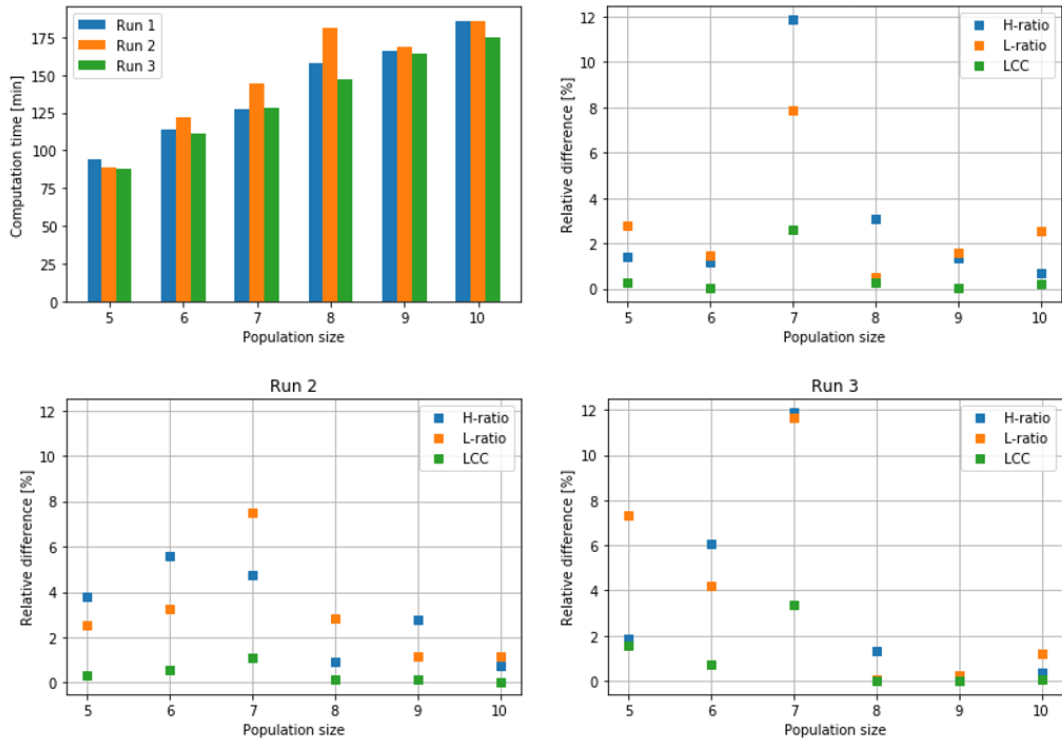 Computation time [min]
175
150
125
100
75
50
25
0
Run 1
Run 2
Run 3
5 6 7 8 9 10
Population size
Relative difference [%]
12
10
8
6
4
2
0
H-ratio
L-ratio
LCC
5 6 7 8 9 10
Population size
Run 2
Relative difference [%]
12
10
8
6
4
2
0
H-ratio
L-ratio
LCC
5 6 7 8 9 10
Population size
Run 3
Relative difference [%]
12
10
8
6
4
2
0
H-ratio
L-ratio
LCC
5 6 7 8 9 10
Population size